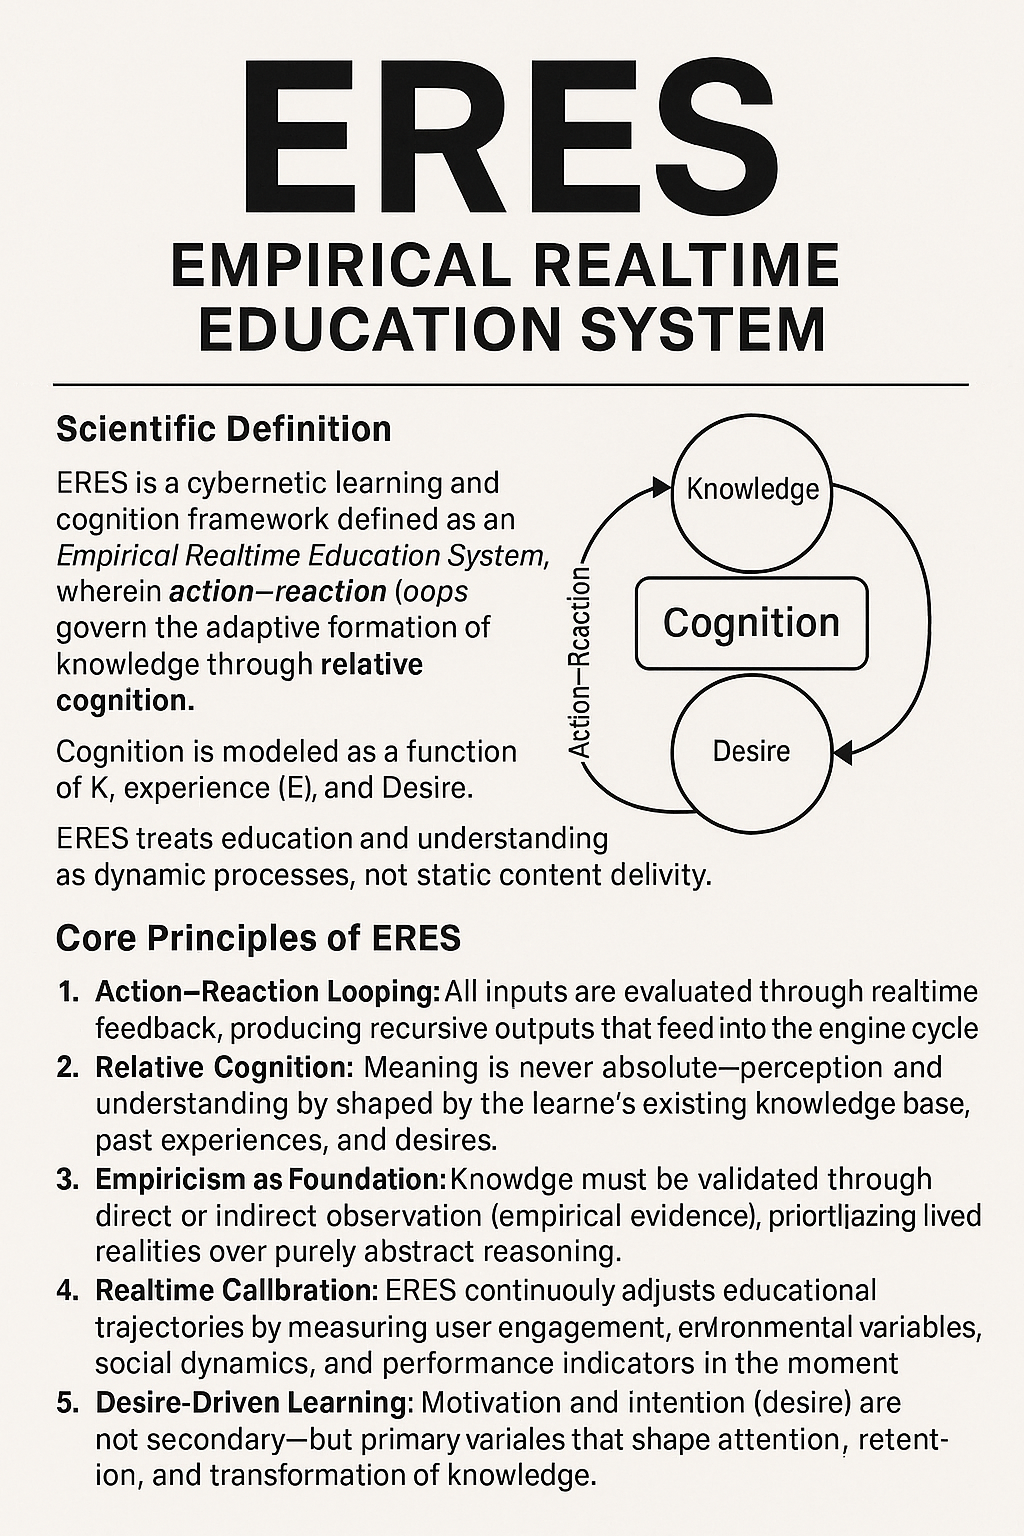 ERES
EMPIRICAL REALTIME
EDUCATION SYSTEM
Scientific Definition
ERES is a cybernetic learning and
cognition framework defined as an
Empirical Realtime Education System,
wherein action—reaction (oops
govern the adaptive formation of
knowledge through relative
cognition.
Cognition is modeled as a function
of K, experience (E), and Desire.
ERES treats education and understanding
as dynamic processes, not static content delivity.
Knowledge
Cognition
Desire
Action—Rcaction
Core Principles of ERES
1. Action—Reaction Looping: All inputs are evaluated through realtime
feedback, producing recursive outputs that feed into the engine cycle
2. Relative Cognition: Meaning is never absolute—perception and
understanding by shaped by the learne's existing knowledge base,
past experiences, and desires.
3. Empiricism as Foundation: Knowdge must be validated through
direct or indirect observation (empirical evidence), lived
realities over purely abstract reasoning.
4. Realtime Callbration: ERES continuouly adjusts educational
trajectories by measuring user engagement, envlronmental variables,
social dynamics, and performance indicators in the moment
5. Desire-Driven Learning: Motivation and intention (desire) are
not secondary—but primary variales that shape attention, retent-
ion, and transformation of knowledge.